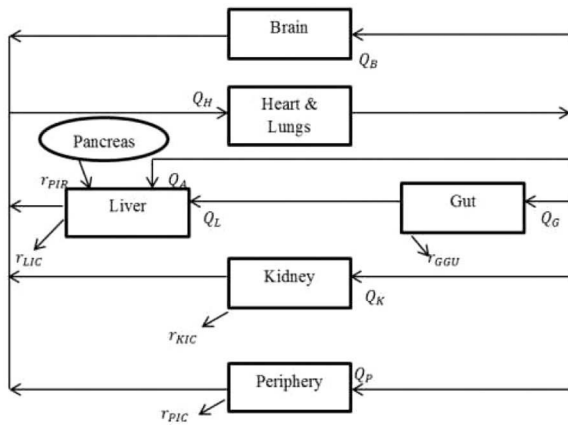 Brain
Q_B
Q_H
Heart &
Lungs
Pancreas
r_PIR
Q_A
Liver
Q_L
Gut
Q_G
r_LIC
r_GGU
Kidney
Q_K
r_KIC
Periphery
Q_P
r_PIC